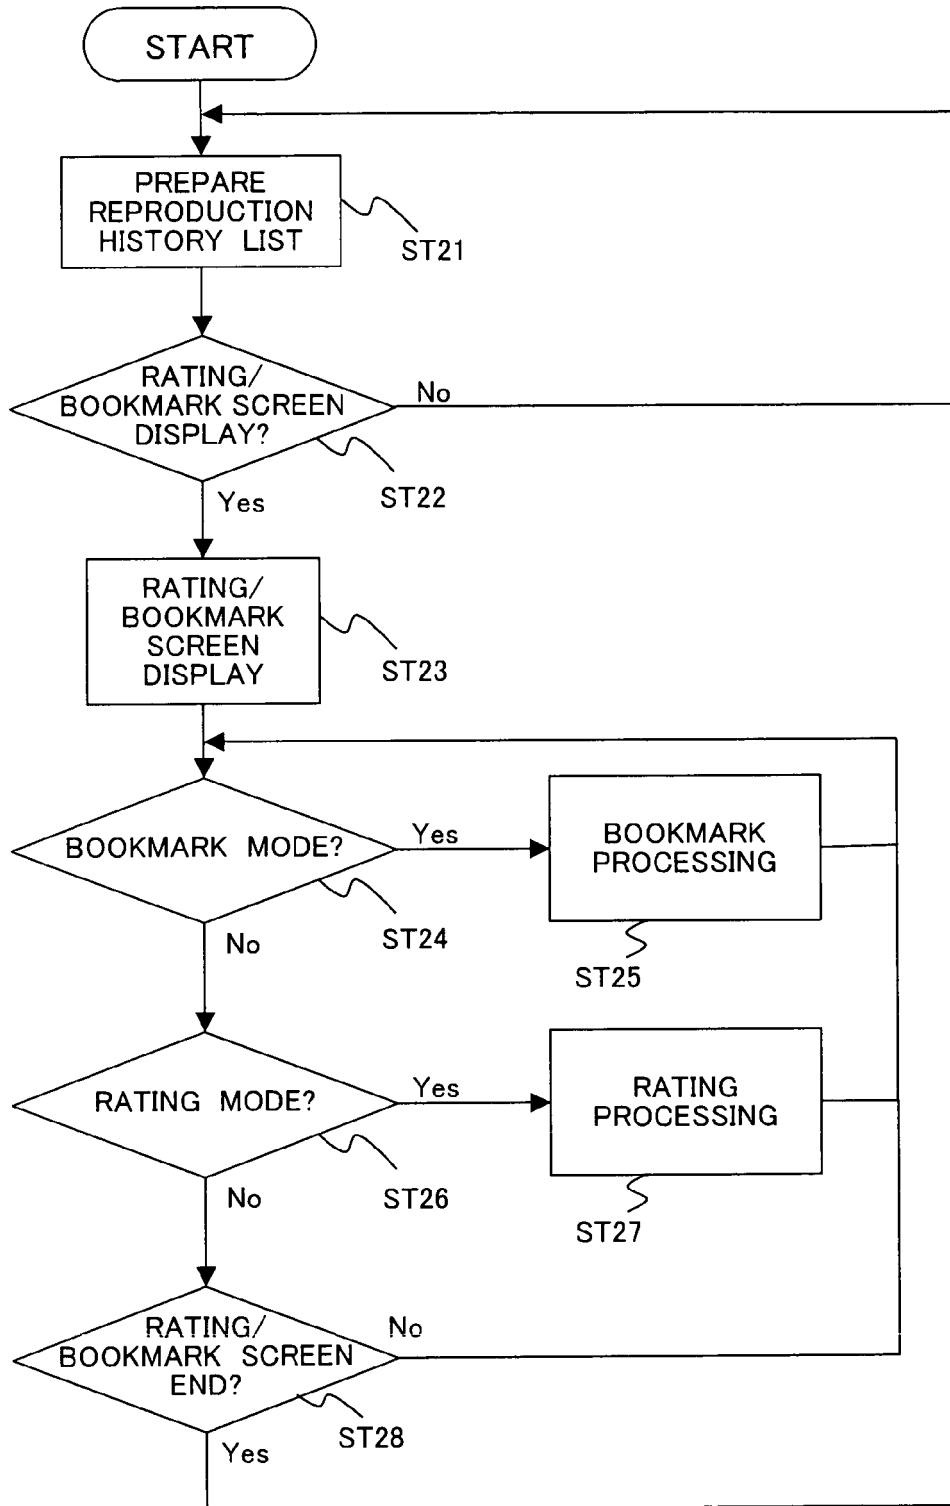 START
PREPARE
REPRODUCTION
HISTORY LIST
ST21
RATING/
BOOKMARK SCREEN
DISPLAY?
No
ST22
Yes
RATING/
BOOKMARK
SCREEN
DISPLAY
ST23
BOOKMARK MODE?
Yes
BOOKMARK
PROCESSING
ST24
No
ST25
RATING MODE?
Yes
RATING
PROCESSING
ST26
No
ST27
RATING/
BOOKMARK SCREEN
END?
No
ST28
Yes